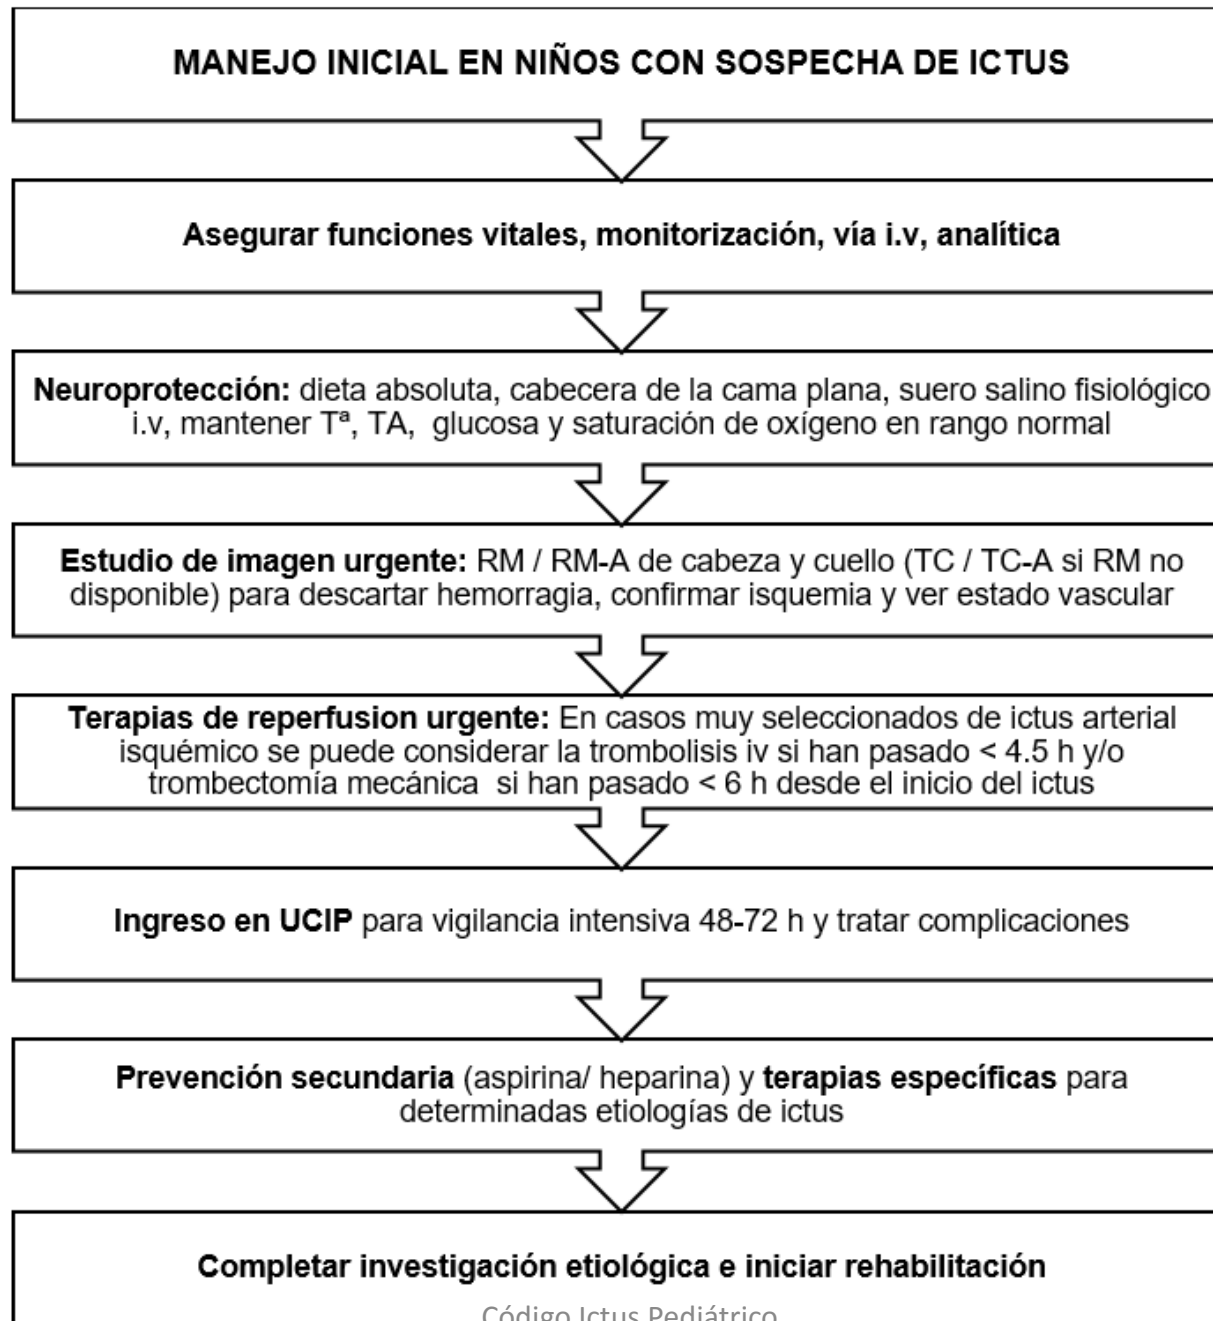 MANEJO INICIAL EN NIÑOS CON SOSPECHA DE ICTUS
Asegurar funciones vitales, monitorización, vía i.v, analítica
Neuroprotección: dieta absoluta, cabecera de la cama plana, suero salino fisiológico
i.v, mantener Tª, TA, glucosa y saturación de oxígeno en rango normal
Estudio de imagen urgente: RM / RM-A de cabeza y cuello (TC / TC-A si RM no
disponible) para descartar hemorragia, confirmar isquemia y ver estado vascular
Terapias de reperfusion urgente: En casos muy seleccionados de ictus arterial
isquémico se puede considerar la trombolisis iv si han pasado < 4.5 h y/o
trombectomía mecánica si han pasado < 6 h desde el inicio del ictus
Ingreso en UCIP para vigilancia intensiva 48-72 h y tratar complicaciones
Prevención secundaria (aspirina/ heparina) y terapias específicas para
determinadas etiologías de ictus
Completar investigación etiológica e iniciar rehabilitación
Código Ictus Pediátrico